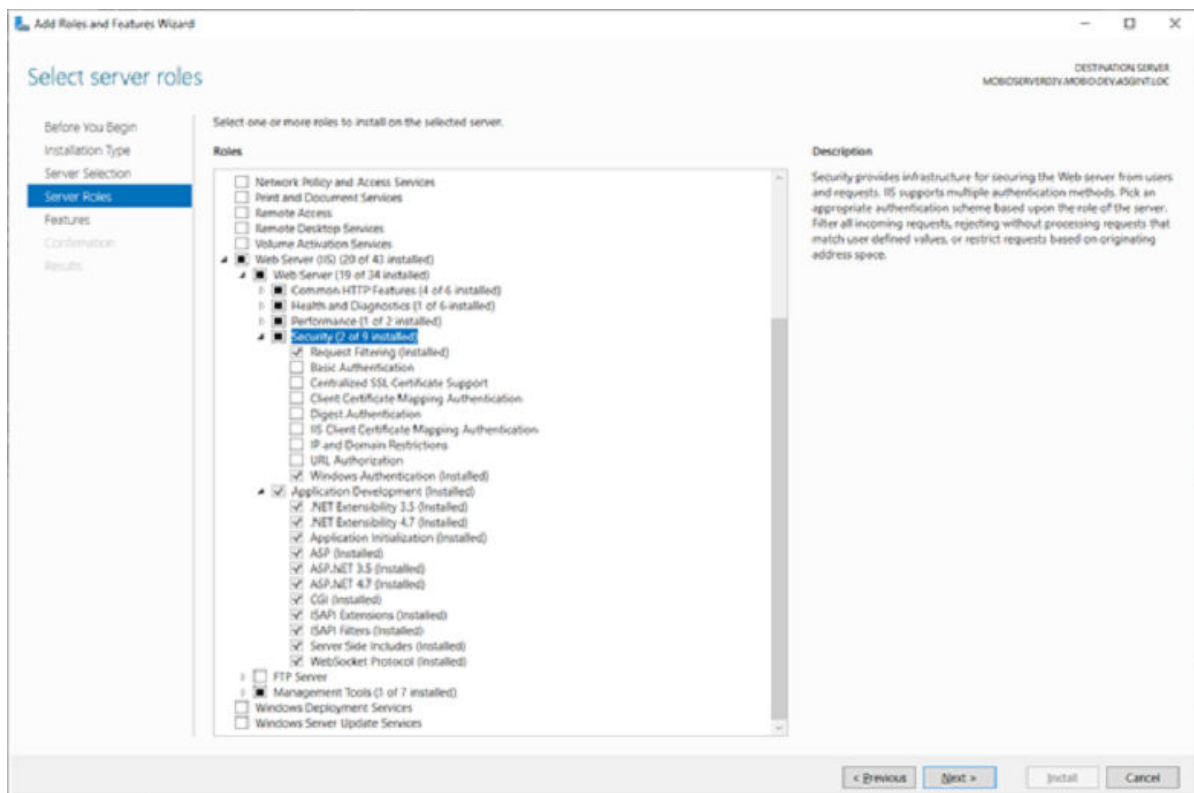 Add Roles and Features Wizard
Select server roles
DESTINATION SERVER
Before You Begin
Installation Type
Server Selection
Server Roles
Features
Confirmation
Results
Select one or more roles to install on the selected server.
Roles
Network Policy and Access Services
Print and Document Services
Remote Access
Remote Desktop Services
Volume Activation Services
Web Server (IIS) (20 of 43 installed)
Web Server (19 of 34 installed)
Common HTTP Features (4 of 6 installed)
Health and Diagnostics (1 of 6 installed)
Performance (1 of 2 installed)
Security (2 of 9 installed)
Request Filtering (Installed)
Basic Authentication
Centralized SSL Certificate Support
Client Certificate Mapping Authentication
Digest Authentication
IIS Client Certificate Mapping Authentication
IP and Domain Restrictions
URL Authorization
Windows Authentication (Installed)
Application Development (Installed)
.NET Extensibility 3.5 (Installed)
.NET Extensibility 4.7 (Installed)
Application Initialization (Installed)
ASP (Installed)
ASP.NET 3.5 (Installed)
ASP.NET 4.7 (Installed)
CGI (Installed)
ISAPI Extensions (Installed)
ISAPI Filters (Installed)
Server Side Includes (Installed)
WebSocket Protocol (Installed)
FTP Server
Management Tools (1 of 7 installed)
Windows Deployment Services
Windows Server Update Services
Description
Security provides infrastructure for securing the Web server from users
and requests. IIS supports multiple authentication methods. Pick an
appropriate authentication scheme based upon the role of the server.
Filter all incoming requests, rejecting without processing requests that
match user defined values, or restrict requests based on originating
address space.
< Previous
Next >
Install
Cancel